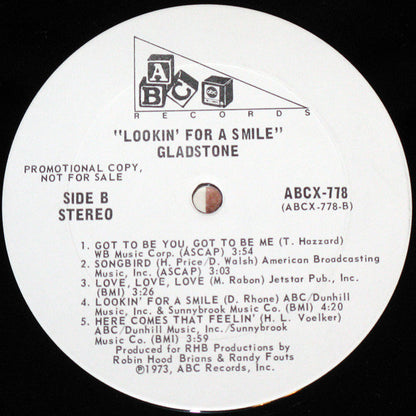 A B C abc
RECORDS
"LOOKIN' FOR A SMILE"
GLADSTONE
PROMOTIONAL COPY,
NOT FOR SALE
SIDE B
STEREO
ABCX-778
(ABCX-778-B)
1. GOT TO BE YOU, GOT TO BE ME (T. Hazzard)
WB Music Corp. (ASCAP) 3:54
2. SONGBIRD (H. Price/D. Walsh) American Broadcasting
Music, Inc. (ASCAP) 3:03
3. LOVE, LOVE, LOVE (M. Rabon) Jetstar Pub., Inc.
(BMI) 3:26
4. LOOKIN' FOR A SMILE (D. Rhone) ABC/Dunhill
Music, Inc. & Sunnybrook Music Co. (BMI) 4:20
5. HERE COMES THAT FEELIN' (H. L. Voelker)
ABC/Dunhill Music, Inc./Sunnybrook
Music Co. (BMI) 3:59
Produced for RHB Productions by
Robin Hood Brians & Randy Fouts
℗1973, ABC Records, Inc.